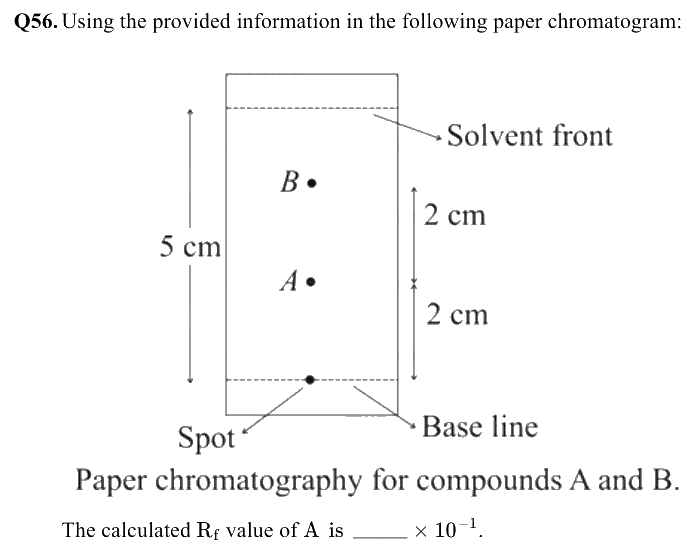 Q56. Using the provided information in the following paper chromatogram:
Solvent front
B
2 cm
5 cm
A
2 cm
Base line
Spot
Paper chromatography for compounds A and B.
The calculated R_f value of A is _____ × 10⁻¹.